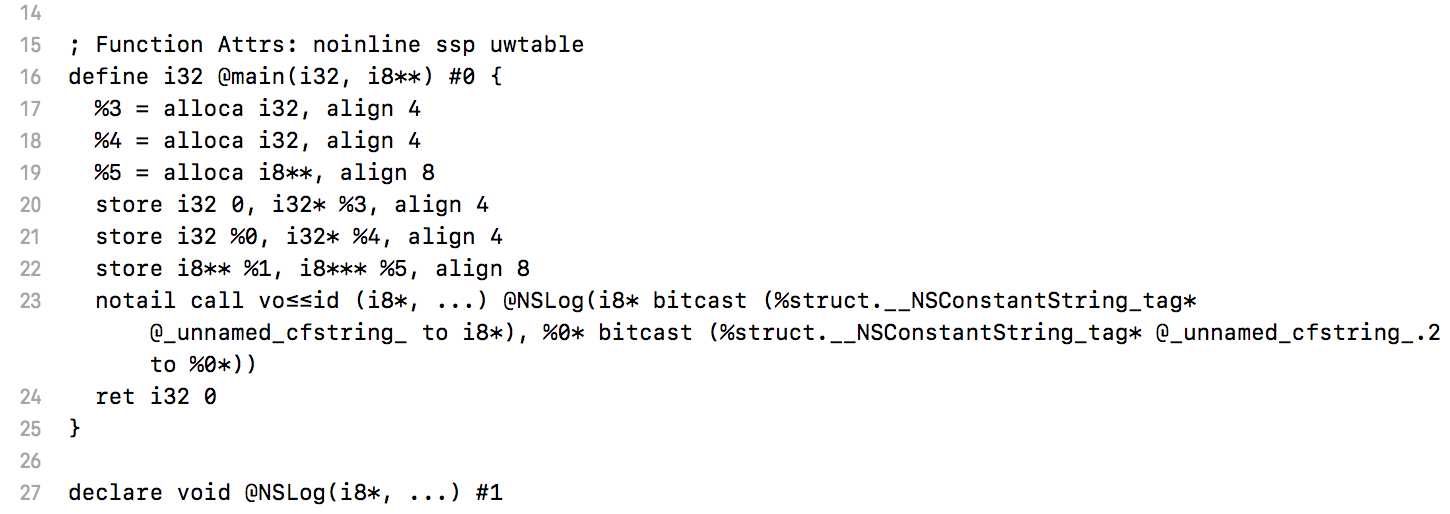 14
15 ; Function Attrs: noinline ssp uwtable
16 define i32 @main(i32, i8**) #0 {
17 %3 = alloca i32, align 4
18 %4 = alloca i32, align 4
19 %5 = alloca i8**, align 8
20 store i32 0, i32* %3, align 4
21 store i32 %0, i32* %4, align 4
22 store i8** %1, i8*** %5, align 8
23 notail call vo≤≤id (i8*, ...) @NSLog(i8* bitcast (%struct.__NSConstantString_tag*
@_unnamed_cfstring_ to i8*), %0* bitcast (%struct.__NSConstantString_tag* @_unnamed_cfstring_.2
to %0*))
24 ret i32 0
25 }
26
27 declare void @NSLog(i8*, ...) #1